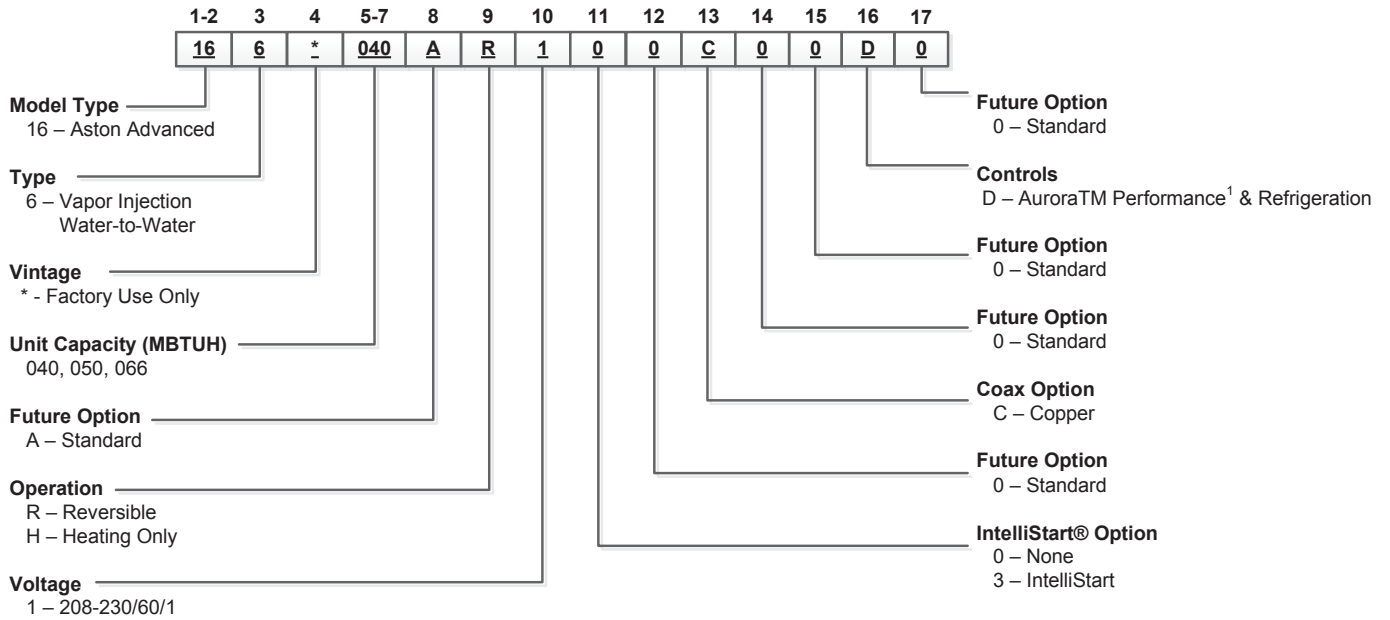 1-2 3 4 5-7 8 9 10 11 12 13 14 15 16 17
16 6 * 040 A R 1 0 0 C 0 0 D 0
Model Type
16 – Aston Advanced
Type
6 – Vapor Injection
Water-to-Water
Vintage
* - Factory Use Only
Unit Capacity (MBTUH)
040, 050, 066
Future Option
A – Standard
Operation
R – Reversible
H – Heating Only
Voltage
1 – 208-230/60/1
Future Option
0 – Standard
Controls
D – AuroraTM Performance¹ & Refrigeration
Future Option
0 – Standard
Future Option
0 – Standard
Coax Option
C – Copper
Future Option
0 – Standard
IntelliStart® Option
0 – None
3 – IntelliStart